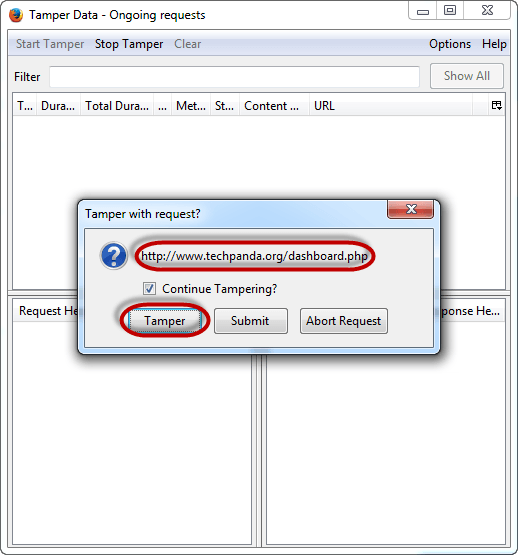 Tamper Data - Ongoing requests
Start Tamper Stop Tamper Clear Options Help
Filter Show All
T... Dura... Total Dura... ... Met... St... Content ... URL
Tamper with request?
http://www.techpanda.org/dashboard.php
Continue Tampering?
Request He
ponse He...
Tamper Submit Abort Request